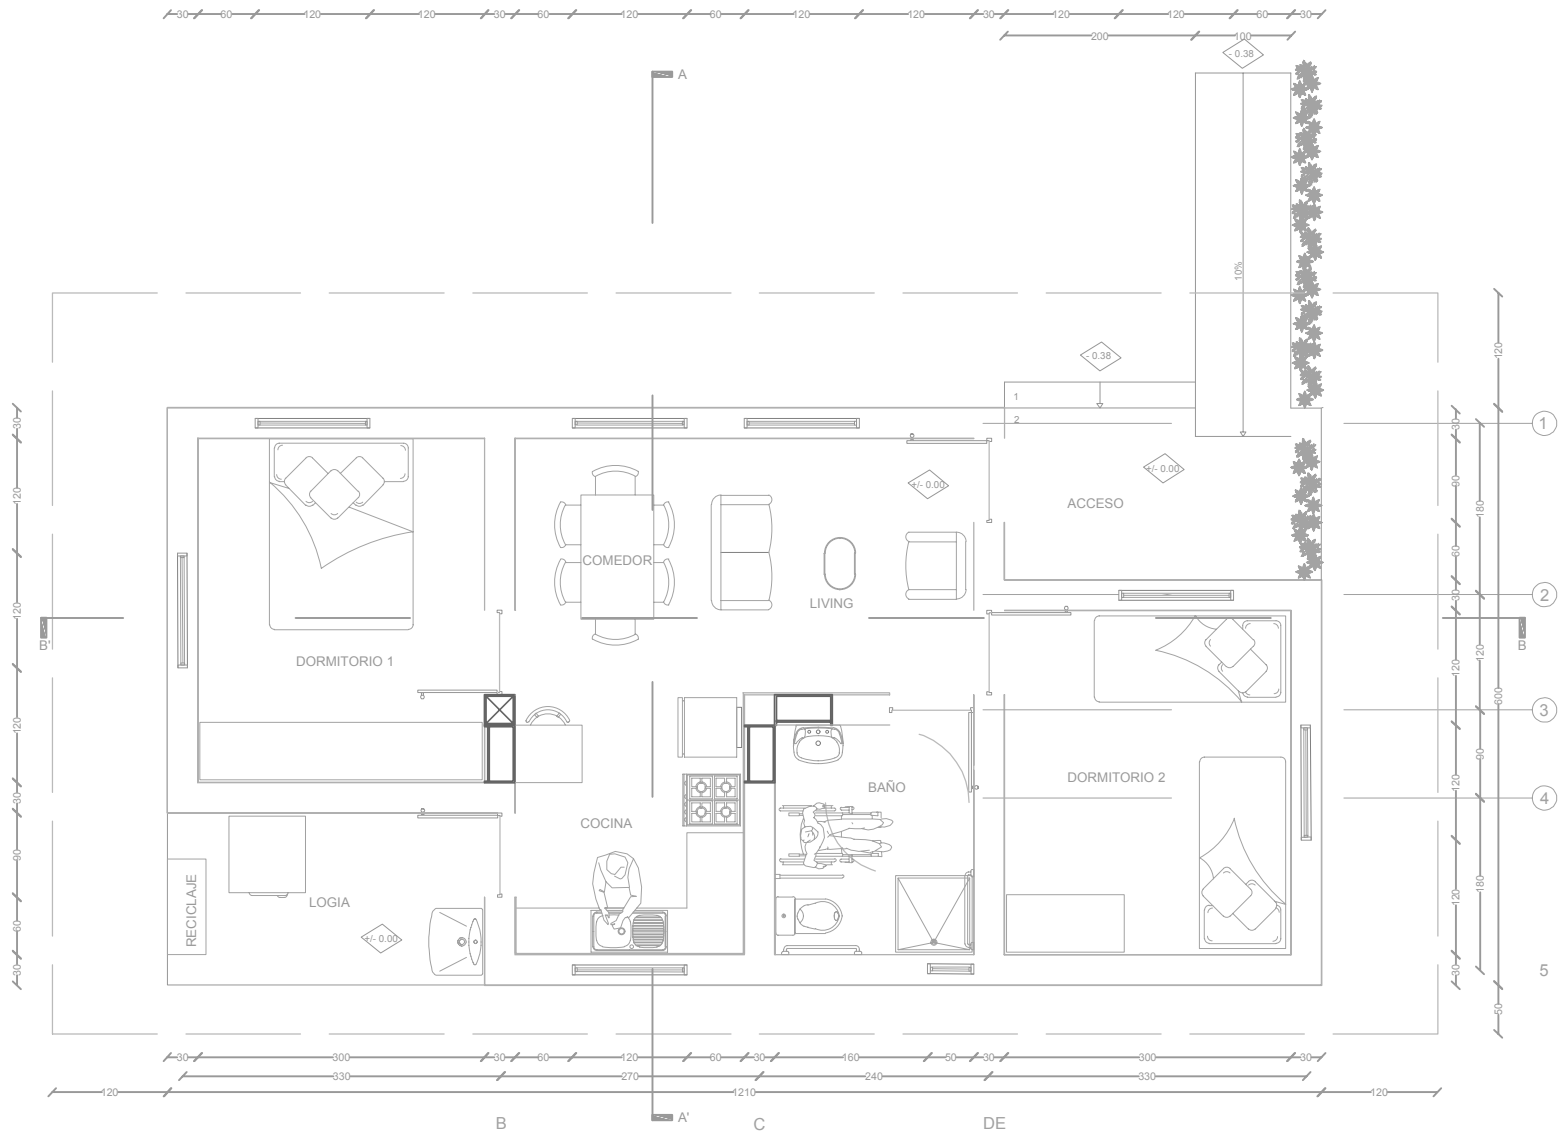 30 60 120 120 30 60 120 60 120 120 30 120 120 60 30
200 100
- 0.38
A
10%
120
- 0.38
1
30 30
2
1
+/- 0.00
+/- 0.00
ACCESO
120 90 180
COMEDOR
60
30 2
LIVING
120
B' B
DORMITORIO 1
120 120
600
120 3
DORMITORIO 2
BAÑO
90
120
30 4
COCINA
90
RECICLAJE
LOGIA
120 180
60
+/- 0.00
30 30
5
50
30 300 30 60 120 60 30 160 50 30 300 30
330 270 240 330
120 1210 120
A'
B C DE